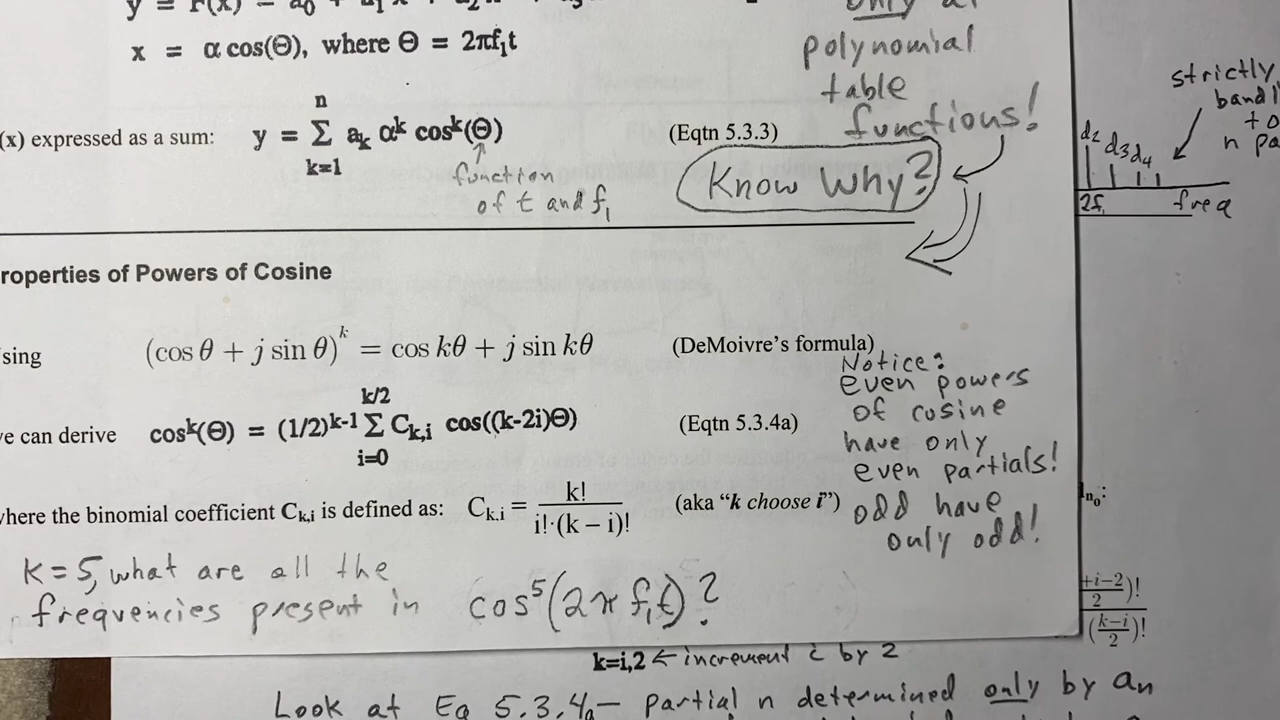 x = α cos(Θ), where Θ = 2πf₁t
polynomial
table
functions!
strictly
n
(x) expressed as a sum: y = Σ aₖ αᵏ cosᵏ(Θ) (Eqtn 5.3.3)
k=1
function
of t and f₁
Know Why?
d2 d3 d4
2f₁ freq
roperties of Powers of Cosine
sing (cos θ + j sin θ)ᵏ = cos kθ + j sin kθ (DeMoivre's formula)
k/2
e can derive cosᵏ(Θ) = (1/2)ᵏ⁻¹ Σ Cₖ,ᵢ cos((k-2i)Θ) (Eqtn 5.3.4a)
i=0
where the binomial coefficient Cₖ,ᵢ is defined as: Cₖ.ᵢ = k! / i!·(k – i)! (aka “k choose i”)
Notice:
even powers
of cosine
have only
even partials!
odd have
only odd!
K=5, what are all the
frequencies present in cos⁵(2π f₁t)?
k=i,2 ← increment i by 2
Look at Eq 5.3.4a — partial n determined only by an